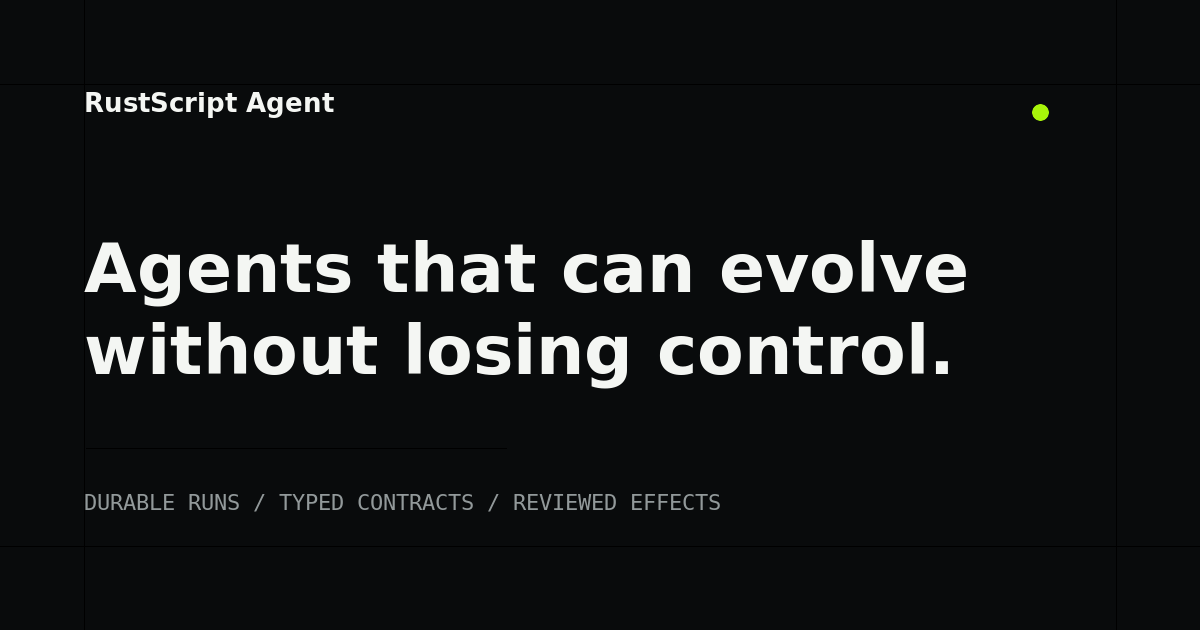 RustScript Agent
Agents that can evolve
without losing control.
DURABLE RUNS / TYPED CONTRACTS / REVIEWED EFFECTS